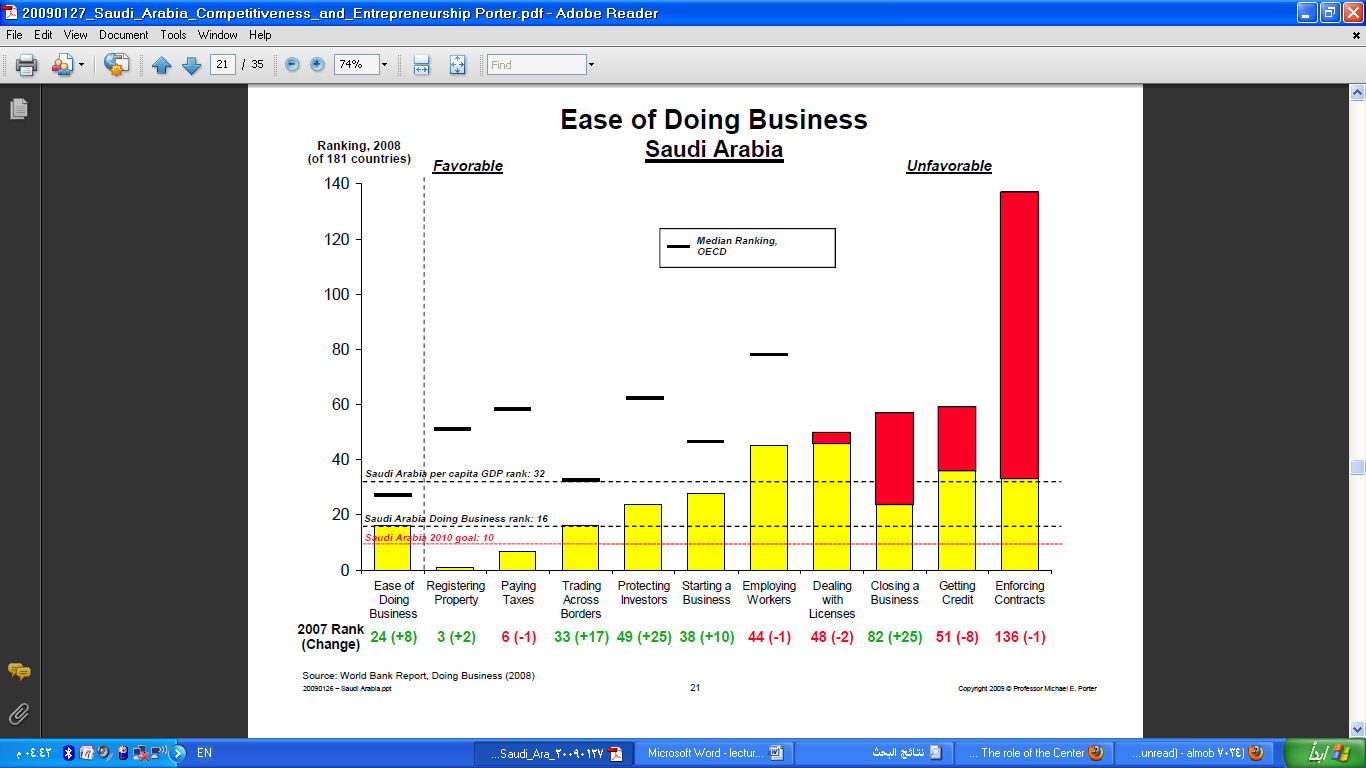 20090127_Saudi_Arabia_Competitiveness_and_Entrepreneurship Porter.pdf - Adobe Reader
File Edit View Document Tools Window Help
21 / 35 74% Find
Ease of Doing Business
Saudi Arabia
Ranking, 2008
(of 181 countries)
Favorable
Unfavorable
Median Ranking,
OECD
140
120
100
80
60
40
20
0
Saudi Arabia per capita GDP rank: 32
Saudi Arabia Doing Business rank: 16
Saudi Arabia 2010 goal: 10
Ease of
Doing
Business
Registering
Property
Paying
Taxes
Trading
Across
Borders
Protecting
Investors
Starting a
Business
Employing
Workers
Dealing
with
Licenses
Closing a
Business
Getting
Credit
Enforcing
Contracts
2007 Rank
(Change)
24 (+8) 3 (+2) 6 (-1) 33 (+17) 49 (+25) 38 (+10) 44 (-1) 48 (-2) 82 (+25) 51 (-8) 136 (-1)
Source: World Bank Report, Doing Business (2008)
20090126 – Saudi Arabia.ppt
21
Copyright 2009 © Professor Michael E. Porter
٠٤:٤٢ م
EN
...Saudi_Ara_٢٠٠٩٠١٢٧
Microsoft Word - lectur...
نتائج البحث
... The role of the Center
...unread) - almob ٧٠٣٤)
ابدأ